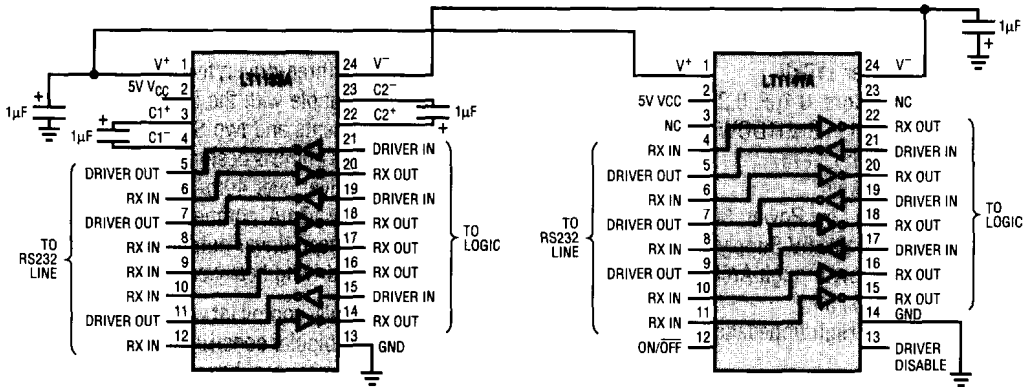 1µF
V⁺ 1
24 V⁻
5V VCC 2
23 C2⁻
1µF
C1⁺ 3
22 C2⁺
1µF
C1⁻ 4
21 DRIVER IN
DRIVER OUT 5
20 RX OUT
RX IN 6
19 DRIVER IN
DRIVER OUT 7
18 RX OUT
RX IN 8
17 RX OUT
RX IN 9
16 RX OUT
RX IN 10
15 DRIVER IN
DRIVER OUT 11
14 RX OUT
RX IN 12
13 GND
TO
RS232
LINE
TO
LOGIC
1µF
V⁺ 1
24 V⁻
5V VCC 2
23 NC
NC 3
22 RX OUT
RX IN 4
21 DRIVER IN
DRIVER OUT 5
20 RX OUT
RX IN 6
19 DRIVER IN
DRIVER OUT 7
18 RX OUT
RX IN 8
17 DRIVER IN
DRIVER OUT 9
16 RX OUT
RX IN 10
15 RX OUT
RX IN 11
14 GND
ON/O̅F̅F̅ 12
13 DRIVER
DISABLE
TO
RS232
LINE
TO
LOGIC